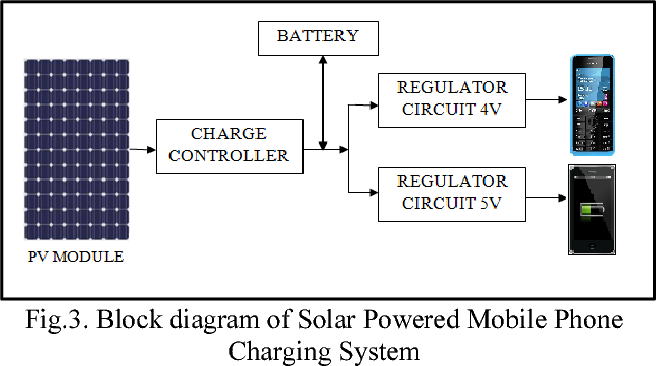 BATTERY
REGULATOR
CIRCUIT 4V
CHARGE
CONTROLLER
REGULATOR
CIRCUIT 5V
PV MODULE
Fig.3. Block diagram of Solar Powered Mobile Phone
Charging System